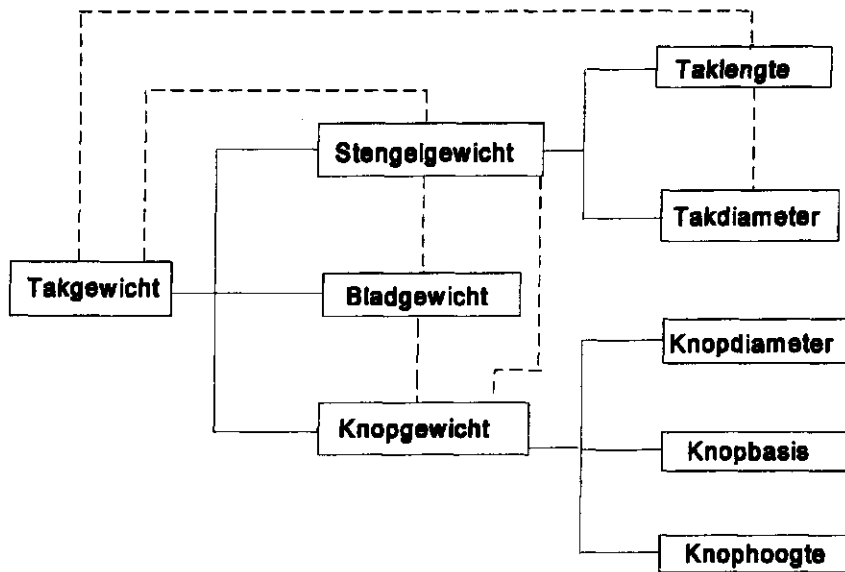 Taklengte
Stengelgewicht
Takdiameter
Takgewicht
Bladgewicht
Knopdiameter
Knopgewicht
Knopbasis
Knophoogte